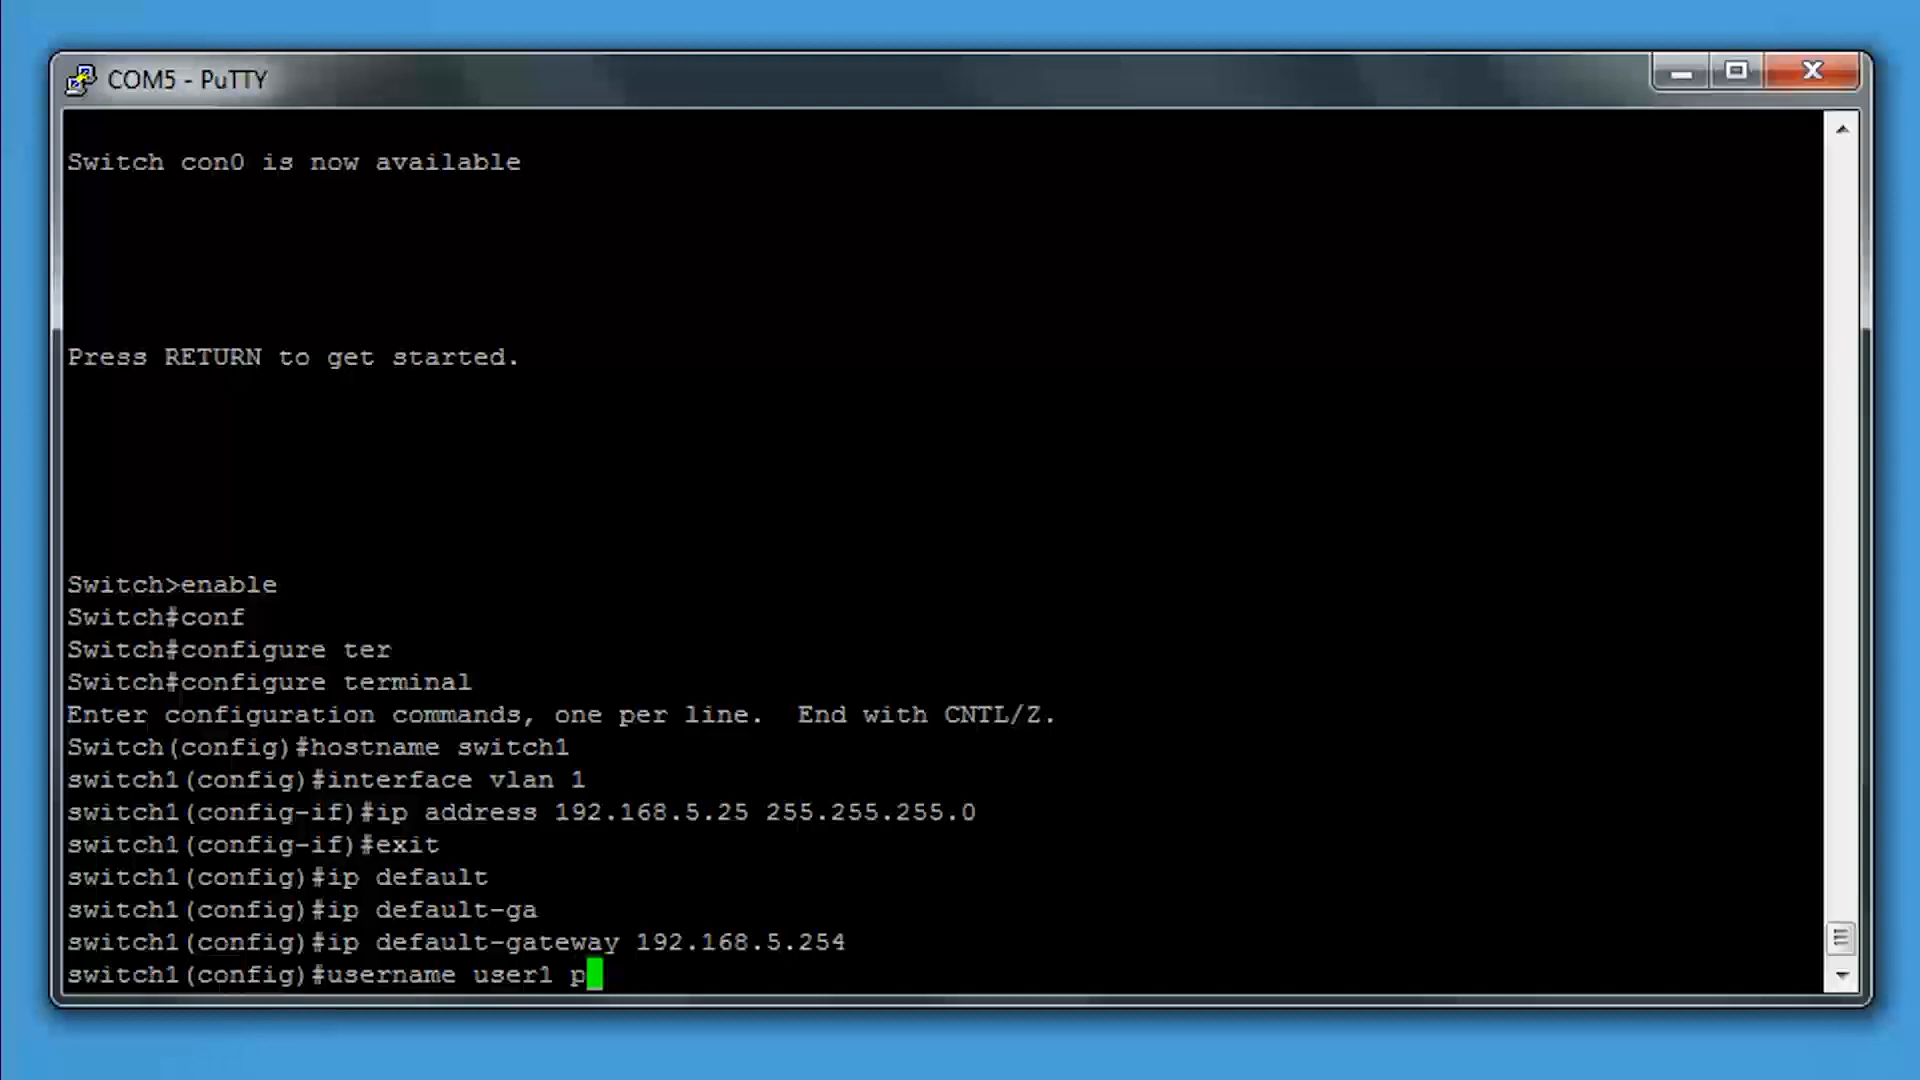 COM5 - PuTTY
Switch con0 is now available
Press RETURN to get started.
Switch>enable
Switch#conf
Switch#configure ter
Switch#configure terminal
Enter configuration commands, one per line.  End with CNTL/Z.
Switch(config)#hostname switch1
switch1(config)#interface vlan 1
switch1(config-if)#ip address 192.168.5.25 255.255.255.0
switch1(config-if)#exit
switch1(config)#ip default
switch1(config)#ip default-ga
switch1(config)#ip default-gateway 192.168.5.254
switch1(config)#username user1 p